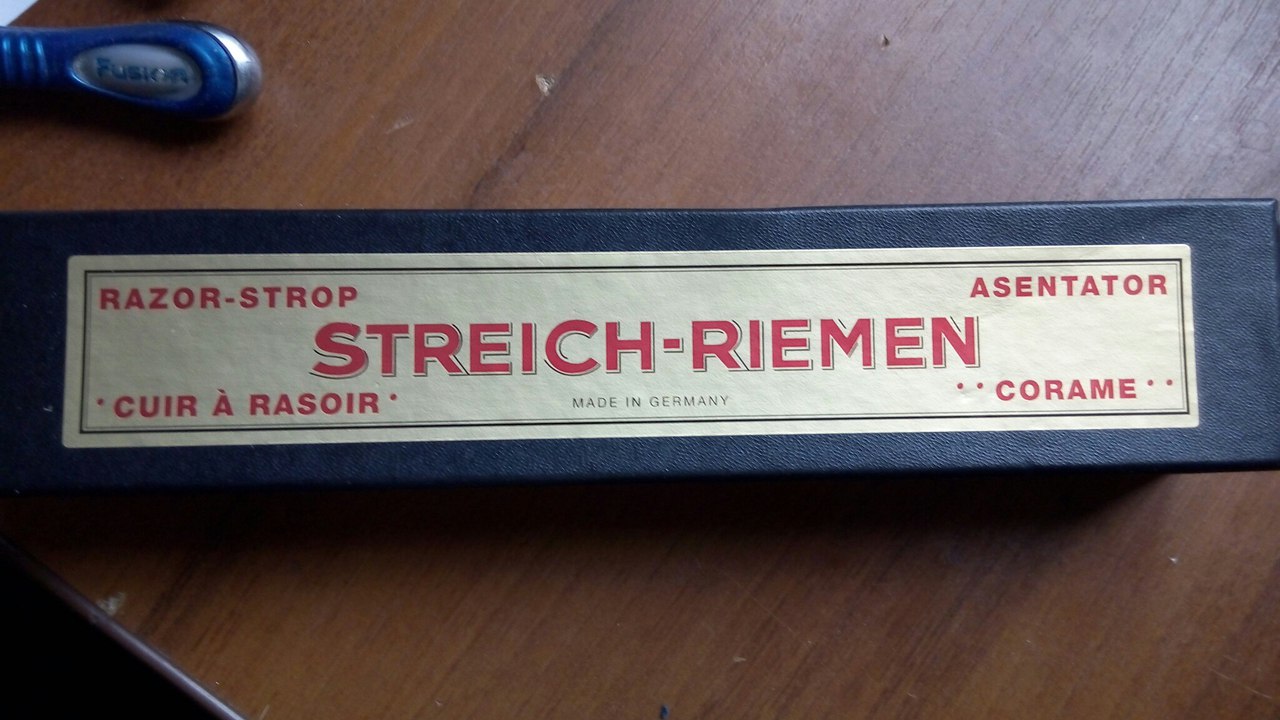 FUSION
RAZOR-STROP
ASENTATOR
STREICH-RIEMEN
• CUIR À RASOIR •
•• CORAME ••
MADE IN GERMANY